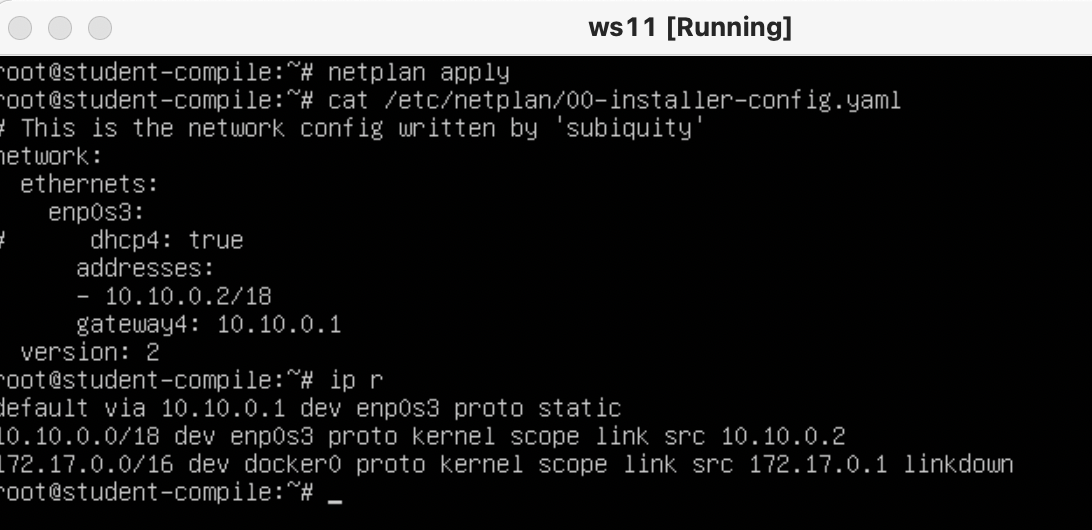 ws11 [Running]
root@student-compile:~# netplan apply
root@student-compile:~# cat /etc/netplan/00-installer-config.yaml
# This is the network config written by 'subiquity'
network:
  ethernets:
    enp0s3:
#      dhcp4: true
      addresses:
      - 10.10.0.2/18
      gateway4: 10.10.0.1
  version: 2
root@student-compile:~# ip r
default via 10.10.0.1 dev enp0s3 proto static
10.10.0.0/18 dev enp0s3 proto kernel scope link src 10.10.0.2
172.17.0.0/16 dev docker0 proto kernel scope link src 172.17.0.1 linkdown
root@student-compile:~# _